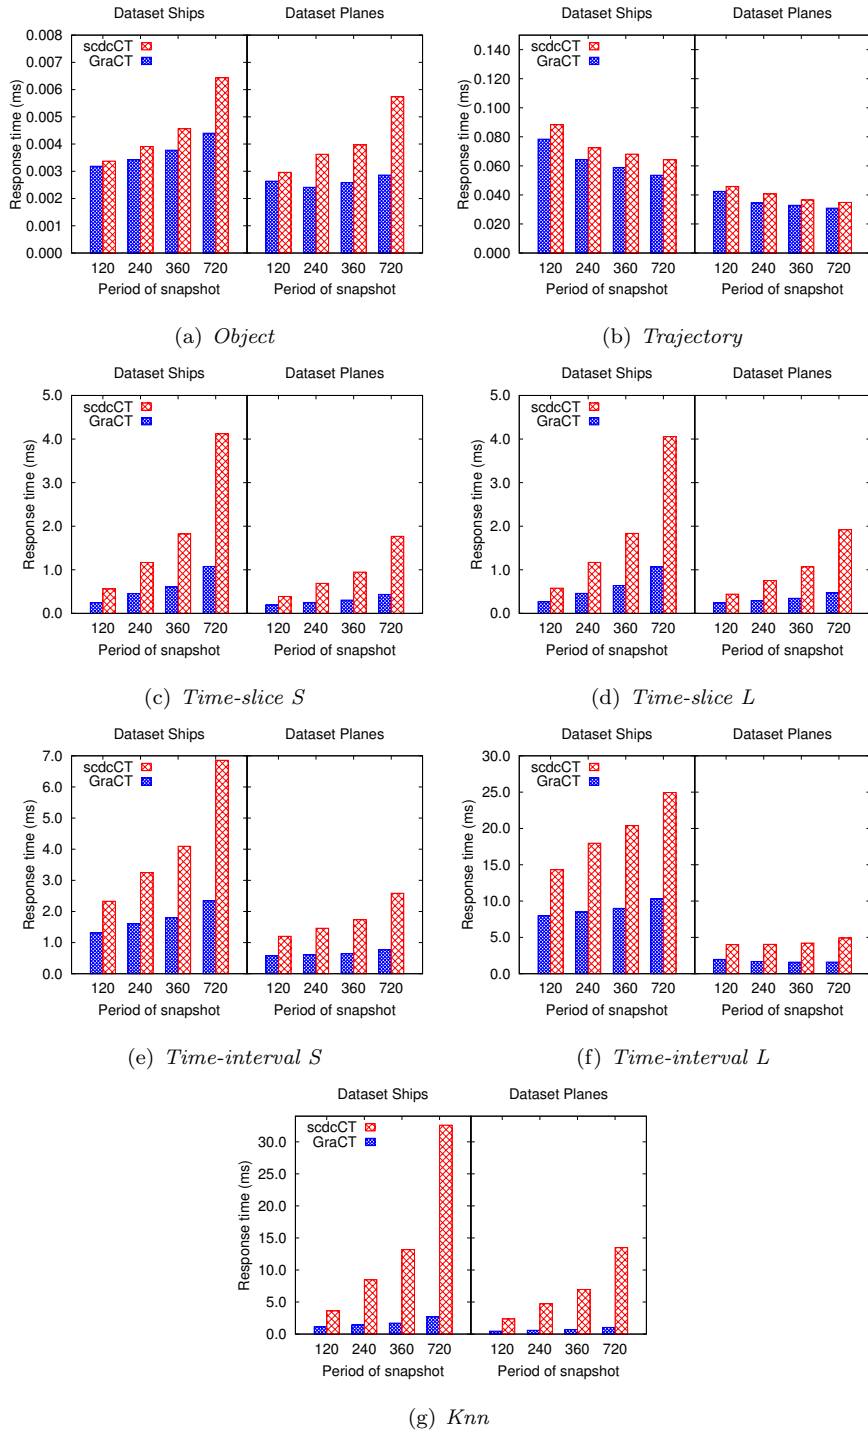 Dataset Ships Dataset Planes
0.008
0.007
0.006
0.005
0.004
0.003
0.002
0.001
0.000
Response time (ms)
scdcCT
GraCT
120 240 360 720 120 240 360 720
Period of snapshot Period of snapshot
(a) Object
Dataset Ships Dataset Planes
0.140
0.120
0.100
0.080
0.060
0.040
0.020
0.000
Response time (ms)
scdcCT
GraCT
120 240 360 720 120 240 360 720
Period of snapshot Period of snapshot
(b) Trajectory
Dataset Ships Dataset Planes
5.0
4.0
3.0
2.0
1.0
0.0
Response time (ms)
scdcCT
GraCT
120 240 360 720 120 240 360 720
Period of snapshot Period of snapshot
(c) Time-slice S
Dataset Ships Dataset Planes
5.0
4.0
3.0
2.0
1.0
0.0
Response time (ms)
scdcCT
GraCT
120 240 360 720 120 240 360 720
Period of snapshot Period of snapshot
(d) Time-slice L
Dataset Ships Dataset Planes
7.0
6.0
5.0
4.0
3.0
2.0
1.0
0.0
Response time (ms)
scdcCT
GraCT
120 240 360 720 120 240 360 720
Period of snapshot Period of snapshot
(e) Time-interval S
Dataset Ships Dataset Planes
30.0
25.0
20.0
15.0
10.0
5.0
0.0
Response time (ms)
scdcCT
GraCT
120 240 360 720 120 240 360 720
Period of snapshot Period of snapshot
(f) Time-interval L
Dataset Ships Dataset Planes
30.0
25.0
20.0
15.0
10.0
5.0
0.0
Response time (ms)
scdcCT
GraCT
120 240 360 720 120 240 360 720
Period of snapshot Period of snapshot
(g) Knn